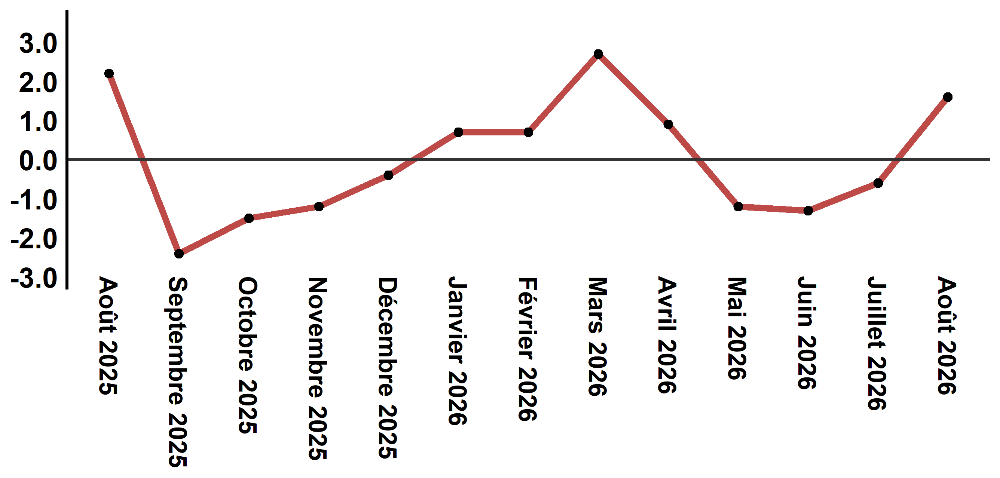 3.0
2.0
1.0
0.0
-1.0
-2.0
-3.0
Août 2025
Septembre 2025
Octobre 2025
Novembre 2025
Décembre 2025
Janvier 2026
Février 2026
Mars 2026
Avril 2026
Mai 2026
Juin 2026
Juillet 2026
Août 2026